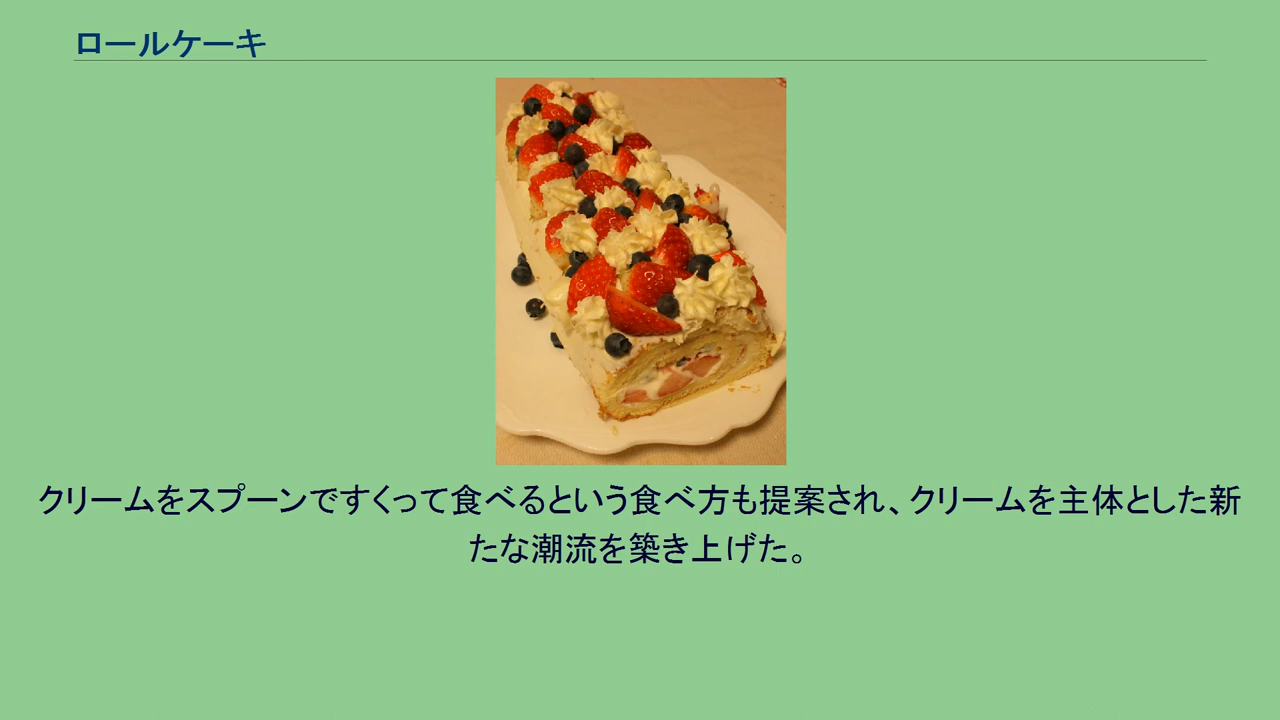 ロールケーキ
クリームをスプーンですくって食べるという食べ方も提案され、クリームを主体とした新
たな潮流を築き上げた。